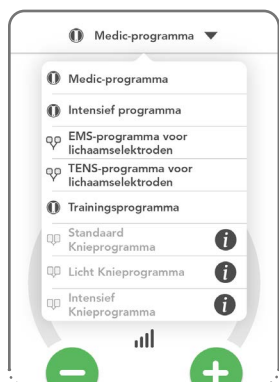 Medic-programma
Medic-programma
Intensief programma
EMS-programma voor
lichaamselektroden
TENS-programma voor
lichaamselektroden
Trainingsprogramma
Standaard
Knieprogramma
i
Licht Knieprogramma
i
Intensief
Knieprogramma
i